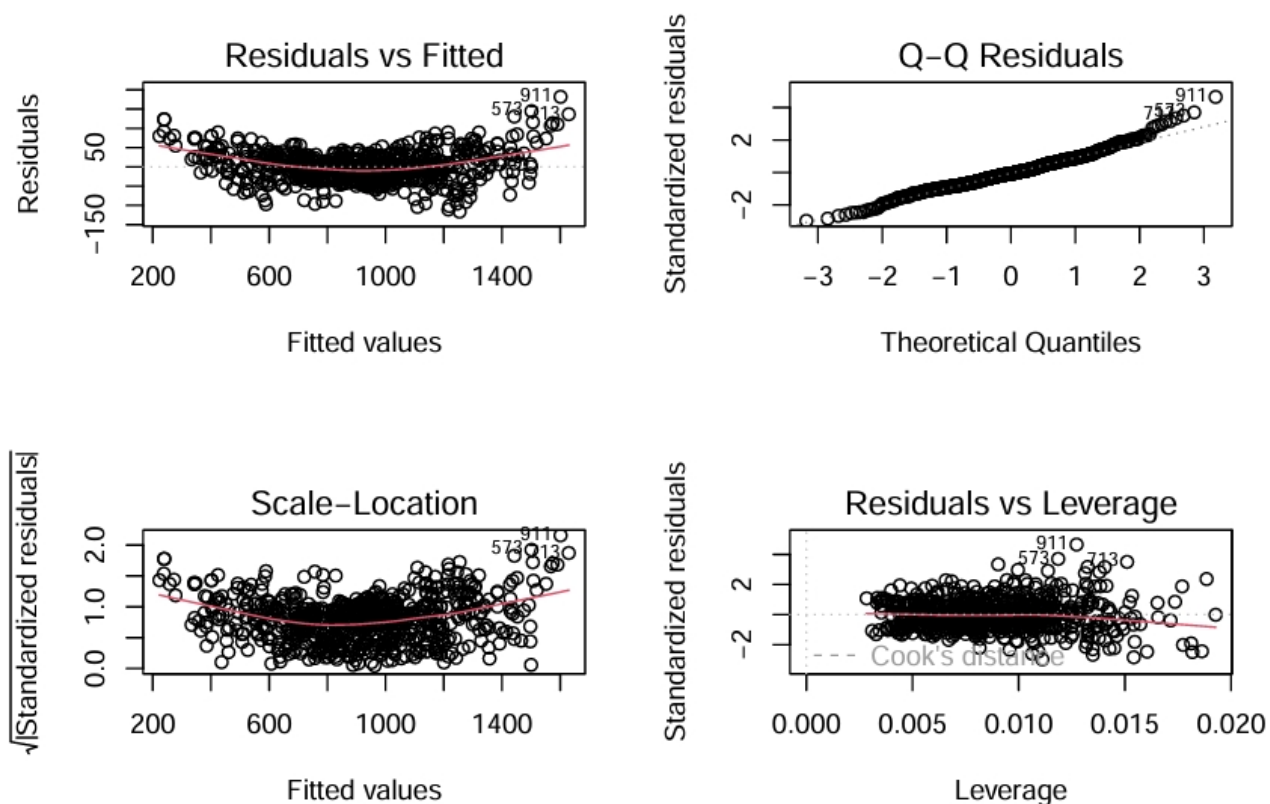 Residuals vs Fitted
Residuals
50
−150
911
573
713
200 600 1000 1400
Fitted values
Q−Q Residuals
Standardized residuals
2
−2
911
573
−3 −2 −1 0 1 2 3
Theoretical Quantiles
Scale−Location
√|Standardized residuals|
2.0
1.0
0.0
911
573
713
200 600 1000 1400
Fitted values
Residuals vs Leverage
Standardized residuals
2
−2
911
573
713
Cook's distance
0.000 0.005 0.010 0.015 0.020
Leverage